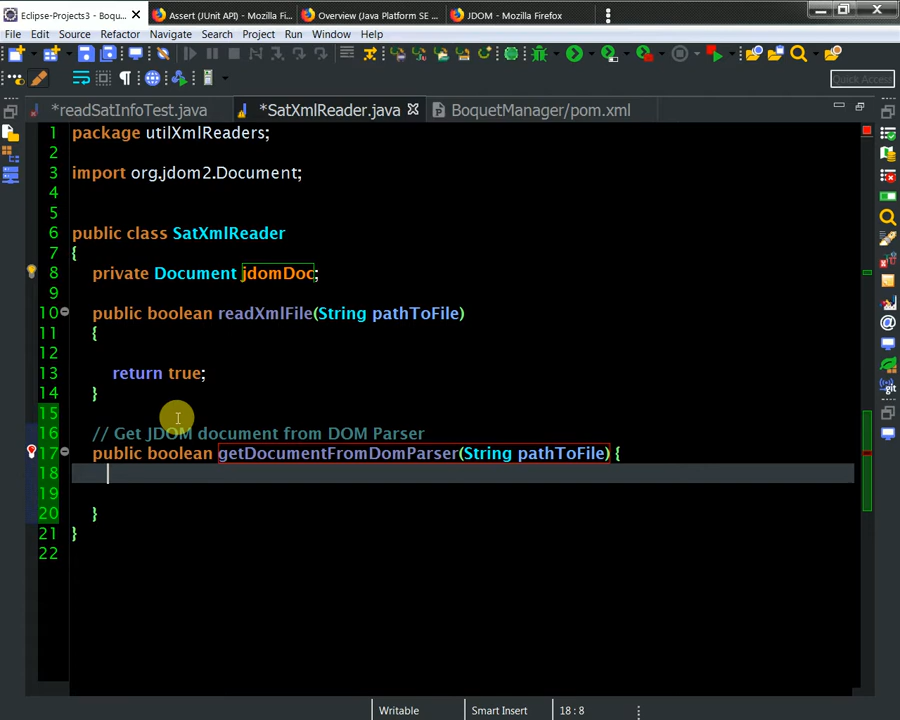 Eclipse-Projects3 - Boque...
Assert (JUnit API) - Mozilla Fi...
Overview (Java Platform SE ...
JDOM - Mozilla Firefox
File Edit Source Refactor Navigate Search Project Run Window Help
Quick Access
*readSatInfoTest.java
*SatXmlReader.java
BoquetManager/pom.xml
1 package utilXmlReaders;
2
3 import org.jdom2.Document;
4
5
6 public class SatXmlReader
7 {
8 private Document jdomDoc;
9
10 public boolean readXmlFile(String pathToFile)
11 {
12
13 return true;
14 }
15
16 // Get JDOM document from DOM Parser
17 public boolean getDocumentFromDomParser(String pathToFile) {
18
19
20 }
21 }
22
Writable Smart Insert 18 : 8